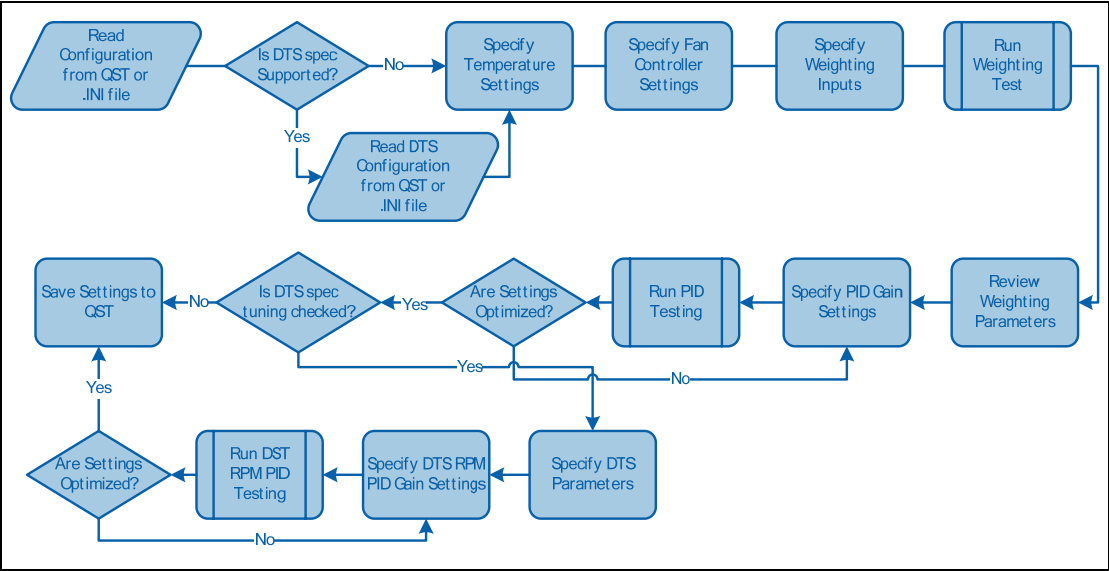 Read
Configuration
from QST or
.INI file
Is DTS spec
Supported?
No
Yes
Read DTS
Configuration
from QST or
.INI file
Specify
Temperature
Settings
Specify Fan
Controller
Settings
Specify
Weighting
Inputs
Run
Weighting
Test
Review
Weighting
Parameters
Specify PID Gain
Settings
Run PID
Testing
Are Settings
Optimized?
No
Yes
Is DTS spec
tuning checked?
No
Save Settings to
QST
Yes
Specify DTS
Parameters
Specify DTS RPM
PID Gain Settings
Run DST
RPM PID
Testing
Are Settings
Optimized?
Yes
No